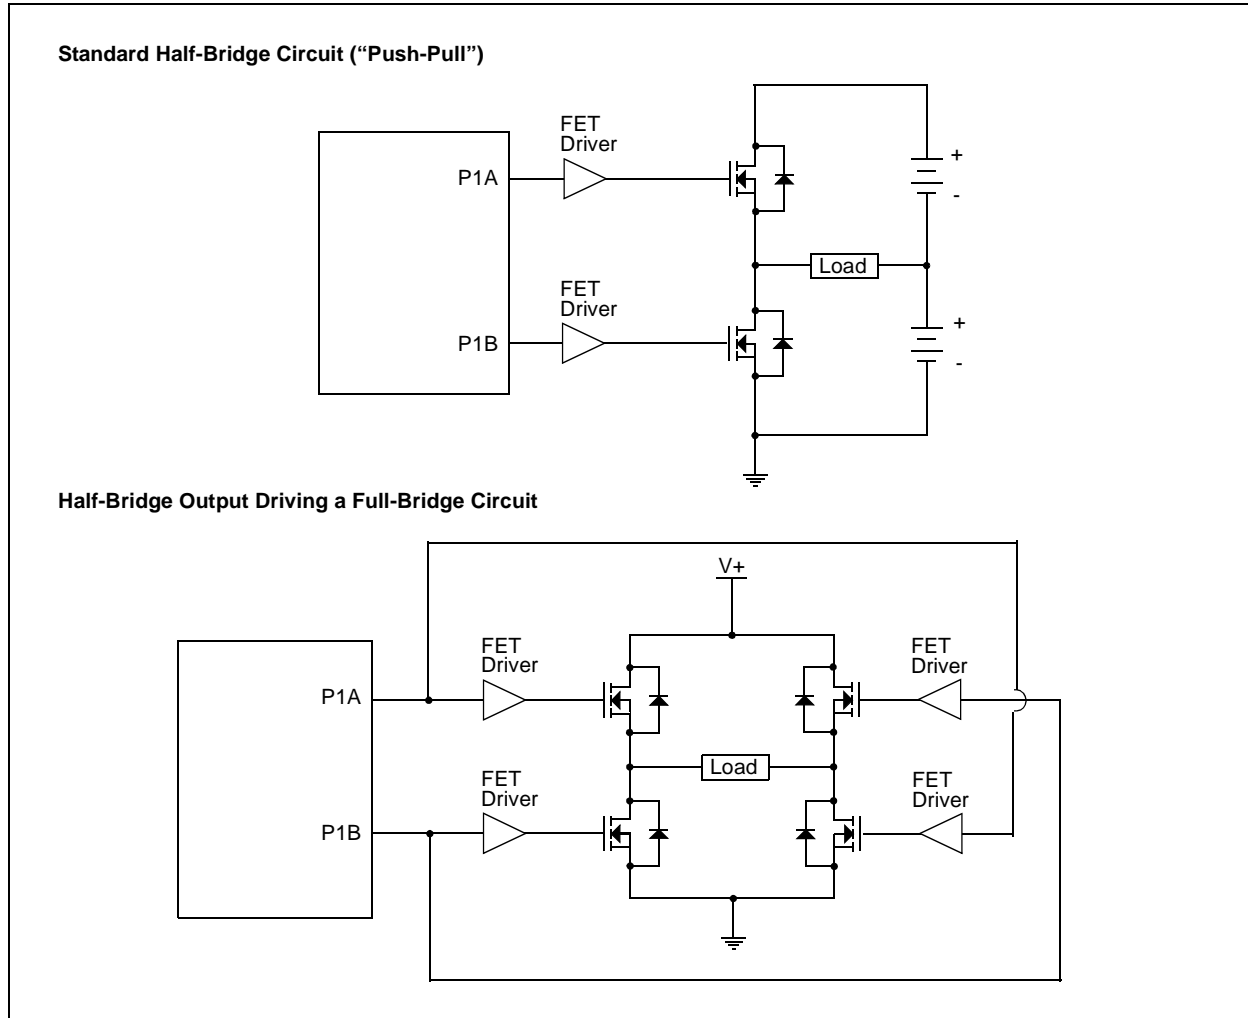 Standard Half-Bridge Circuit (“Push-Pull”)
FET
Driver
P1A
+
-
Load
FET
Driver
P1B
+
-
Half-Bridge Output Driving a Full-Bridge Circuit
V+
FET
Driver
FET
Driver
P1A
Load
FET
Driver
FET
Driver
P1B